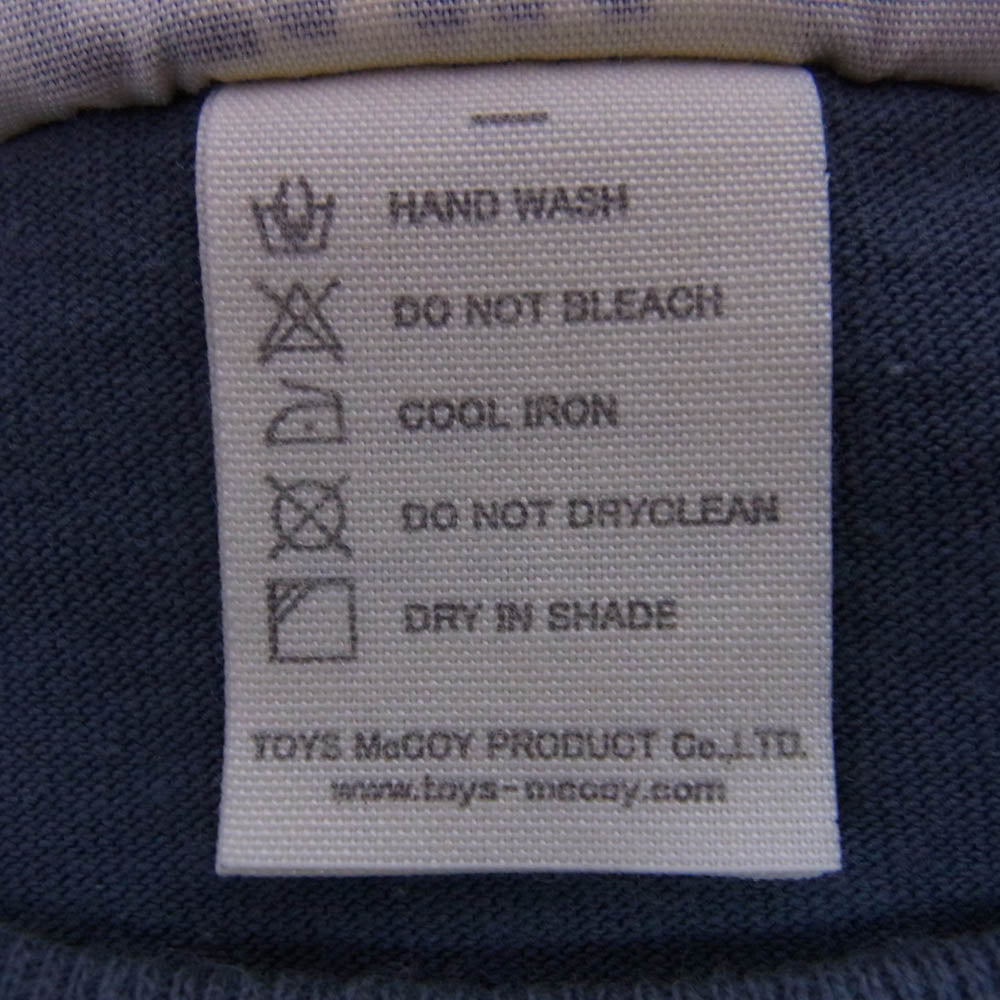 HAND WASH
DO NOT BLEACH
COOL IRON
DO NOT DRYCLEAN
DRY IN SHADE
TOYS McCOY PRODUCT Co.,LTD.
www.toys-mccoy.com